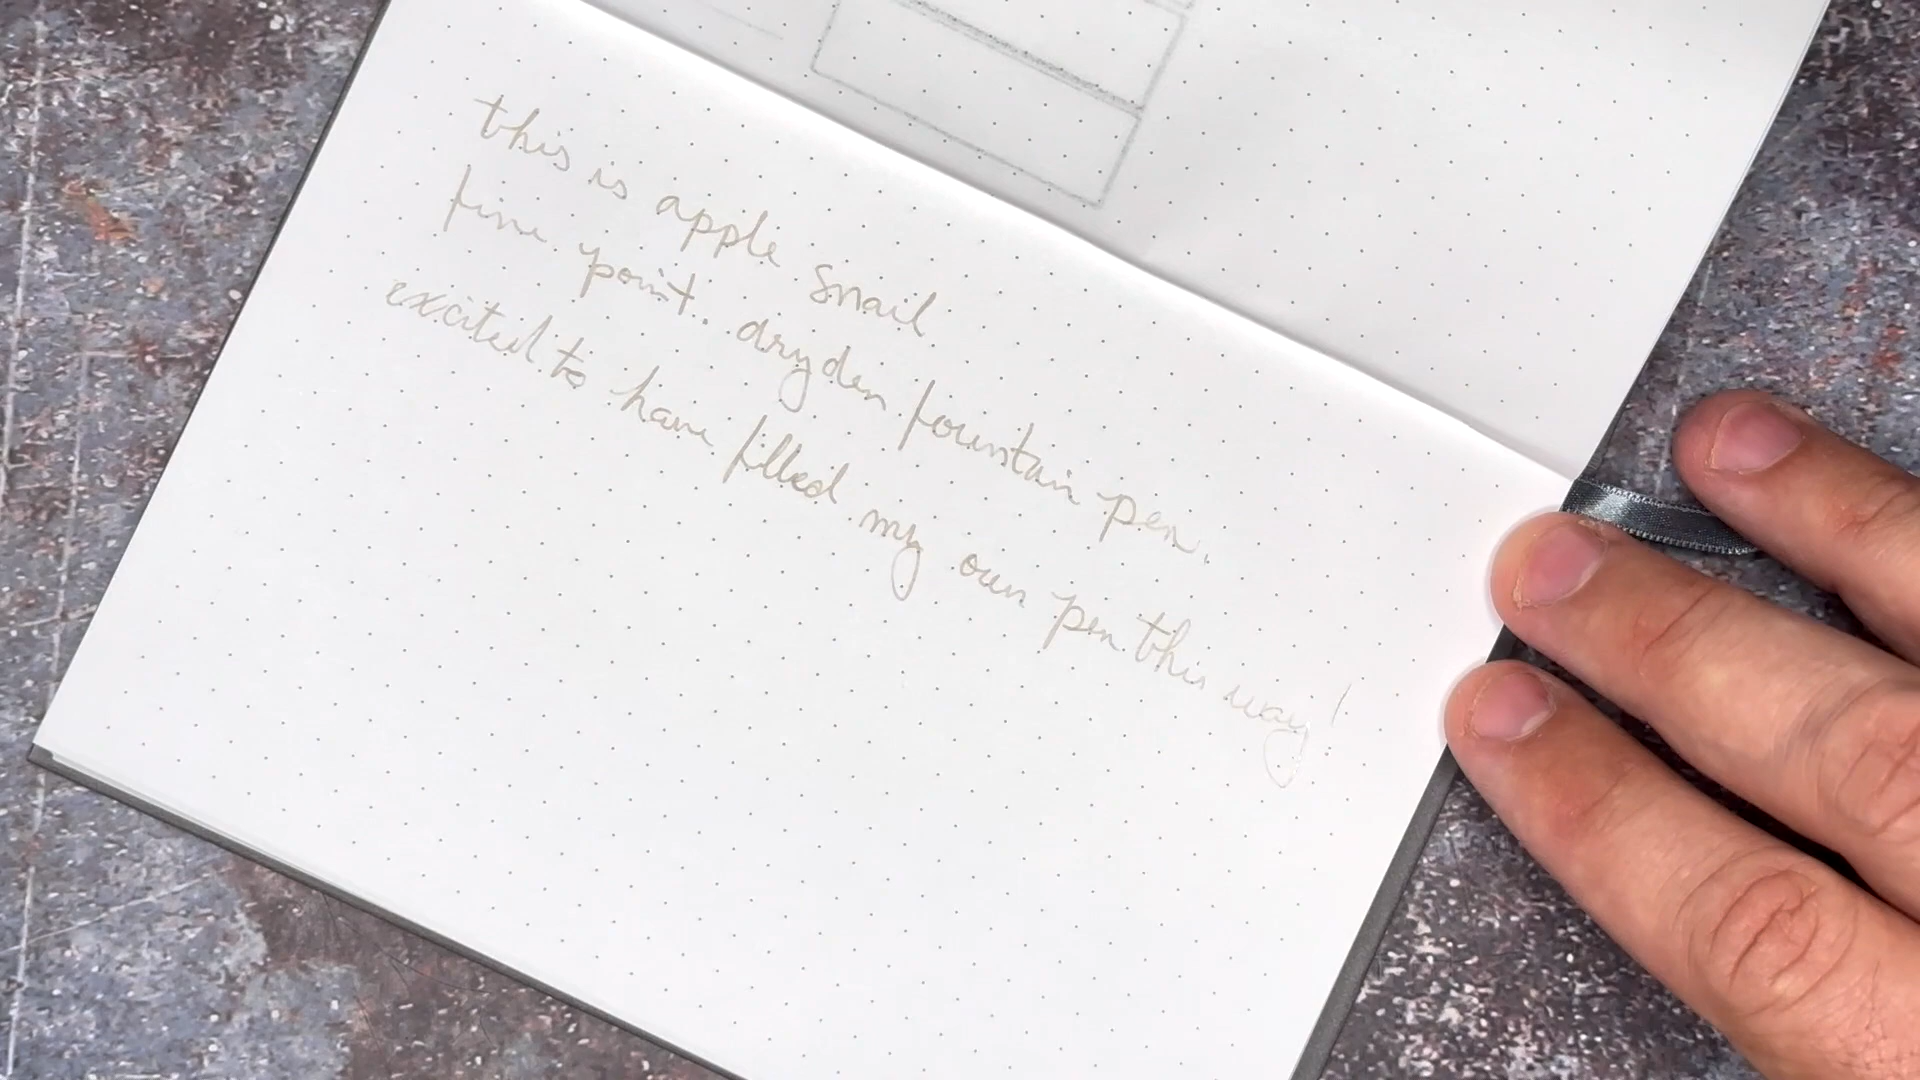 this is apple snail
fine point. dryden fountain pen.
excited to have filled my own pen this way!